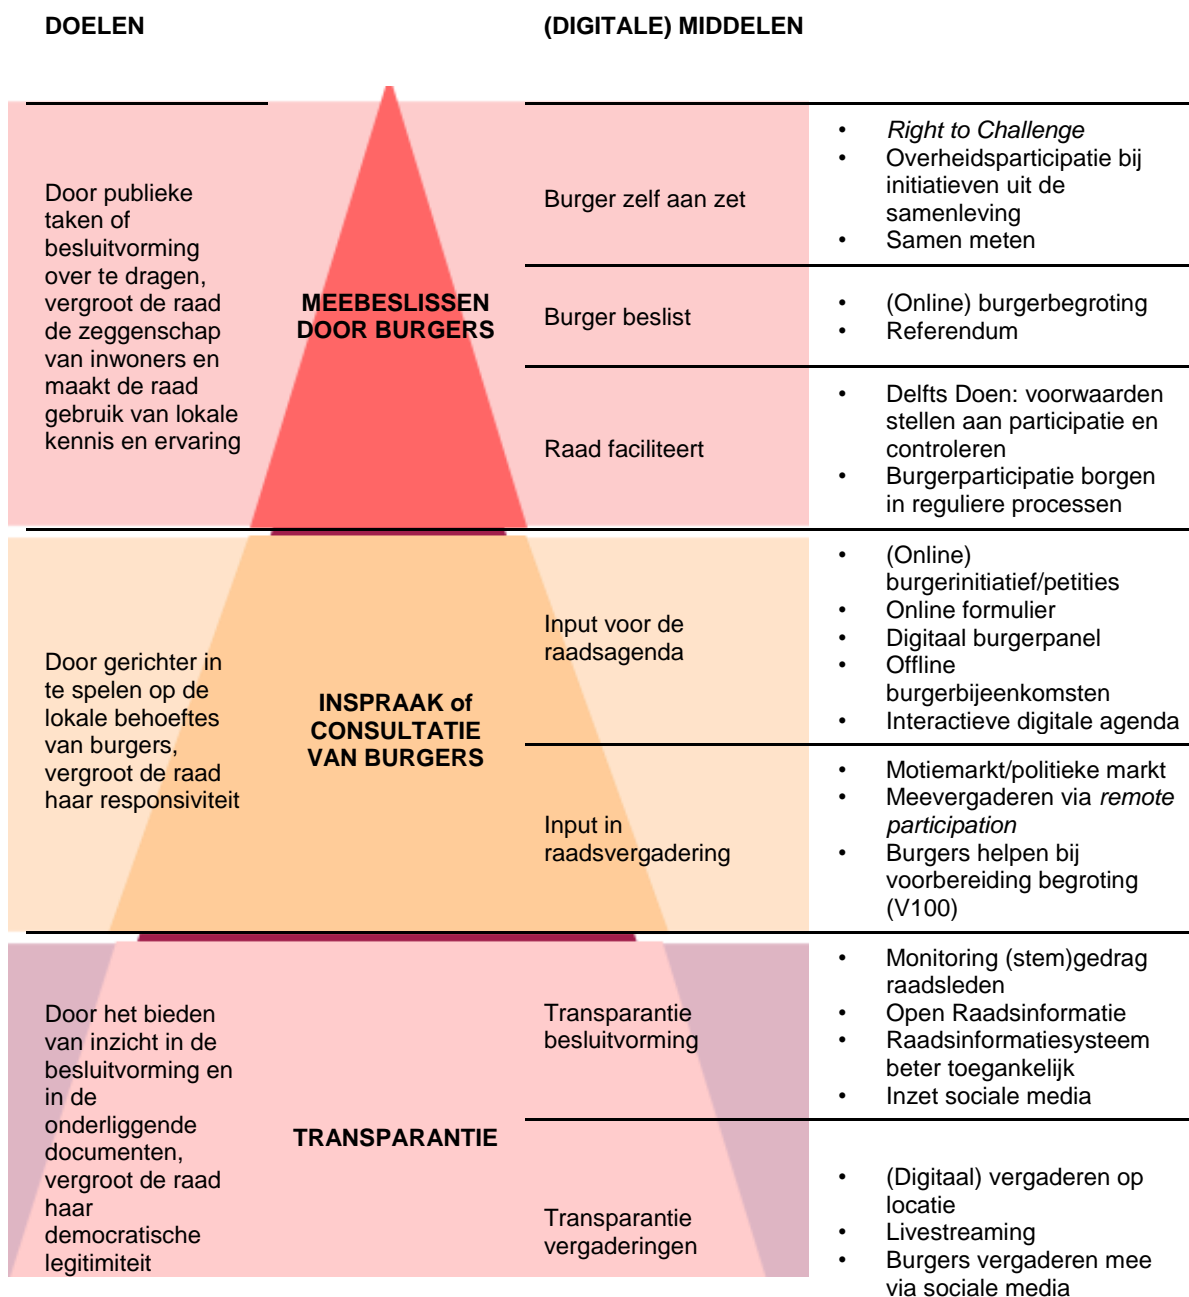 DOELEN
(DIGITALE) MIDDELEN
Door publieke
taken of
besluitvorming
over te dragen,
vergroot de raad
de zeggenschap
van inwoners en
maakt de raad
gebruik van lokale
kennis en ervaring
MEEBESLISSEN
DOOR BURGERS
Burger zelf aan zet
• Right to Challenge
• Overheidsparticipatie bij
initiatieven uit de
samenleving
• Samen meten
Burger beslist
• (Online) burgerbegroting
• Referendum
Raad faciliteert
• Delfts Doen: voorwaarden
stellen aan participatie en
controleren
• Burgerparticipatie borgen
in reguliere processen
Door gerichter in
te spelen op de
lokale behoeftes
van burgers,
vergroot de raad
haar responsiviteit
INSPRAAK of
CONSULTATIE
VAN BURGERS
Input voor de
raadsagenda
• (Online)
burgerinitiatief/petities
• Online formulier
• Digitaal burgerpanel
• Offline
burgerbijeenkomsten
• Interactieve digitale agenda
Input in
raadsvergadering
• Motiemarkt/politieke markt
• Meevergaderen via remote
participation
• Burgers helpen bij
voorbereiding begroting
(V100)
Door het bieden
van inzicht in de
besluitvorming en
in de
onderliggende
documenten,
vergroot de raad
haar
democratische
legitimiteit
TRANSPARANTIE
Transparantie
besluitvorming
• Monitoring (stem)gedrag
raadsleden
• Open Raadsinformatie
• Raadsinformatiesysteem
beter toegankelijk
• Inzet sociale media
Transparantie
vergaderingen
• (Digitaal) vergaderen op
locatie
• Livestreaming
• Burgers vergaderen mee
via sociale media